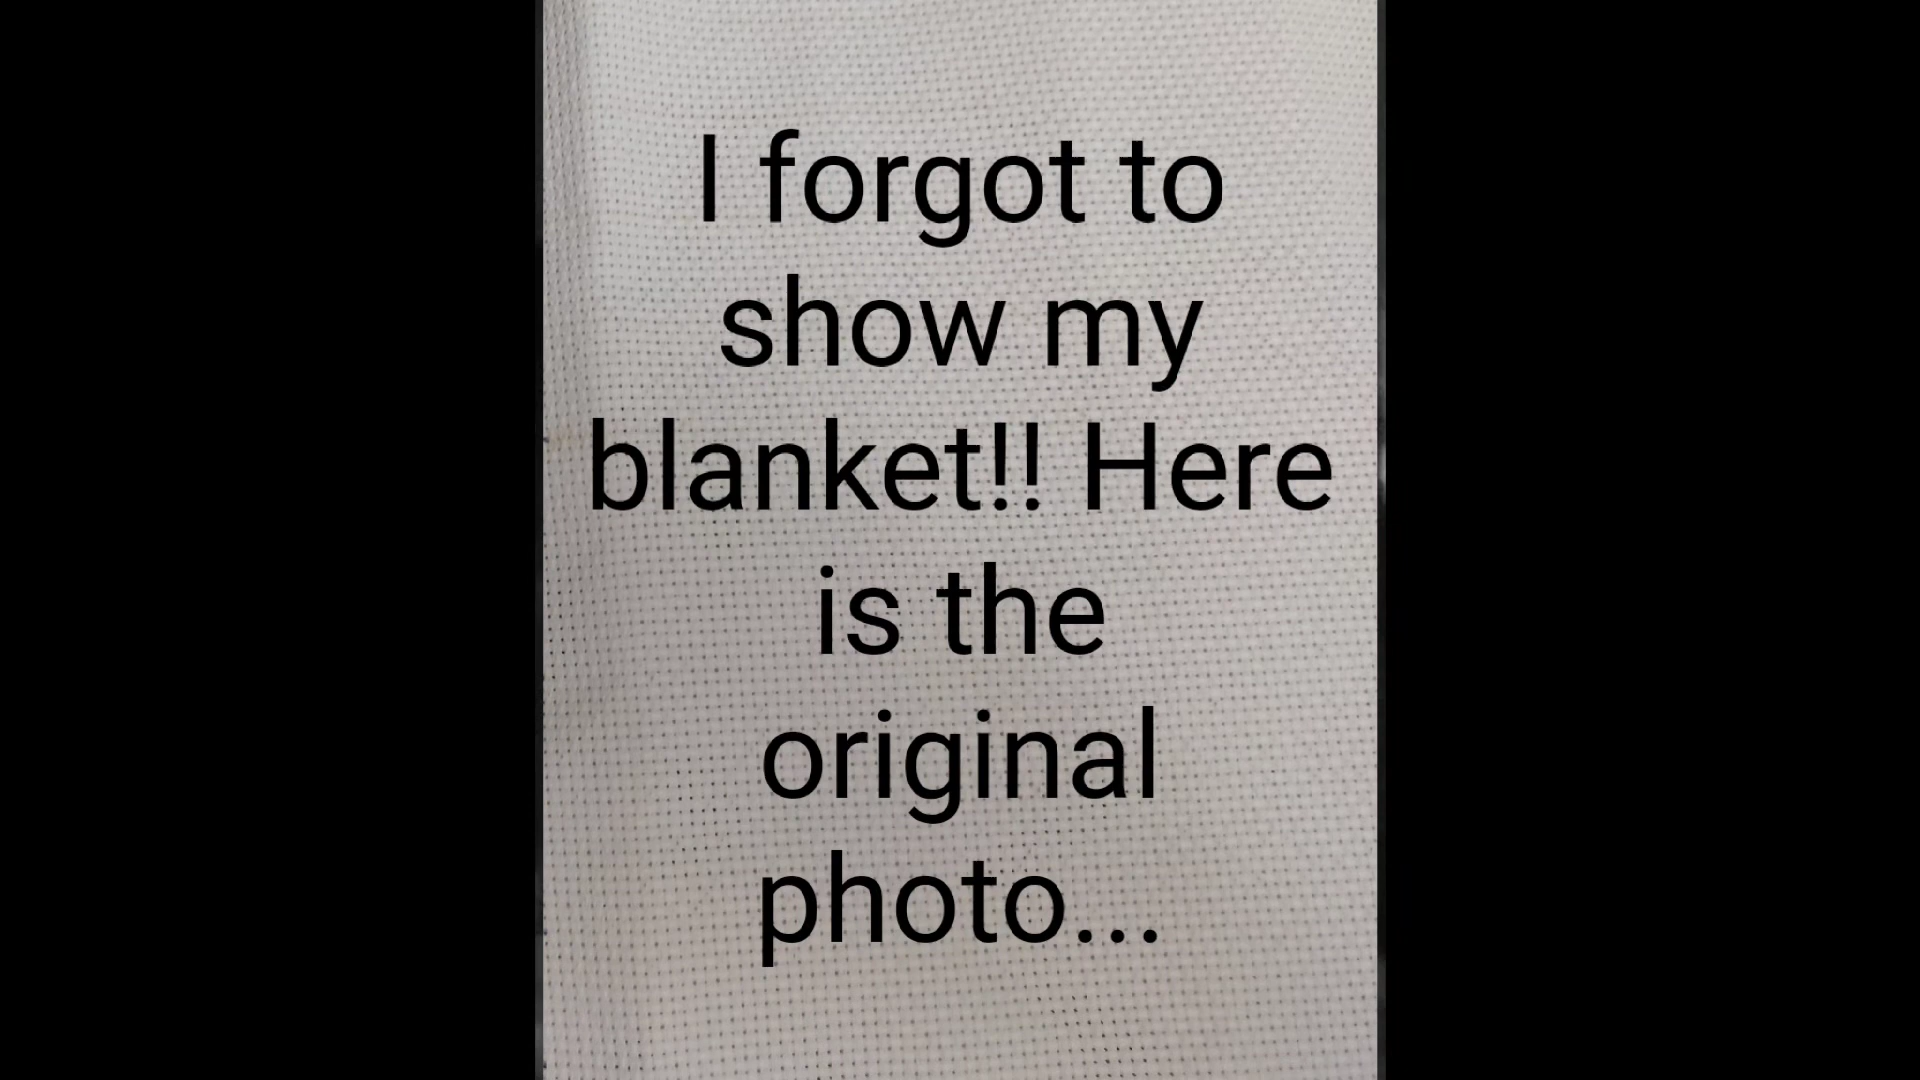 I forgot to
show my
blanket!! Here
is the
original
photo...